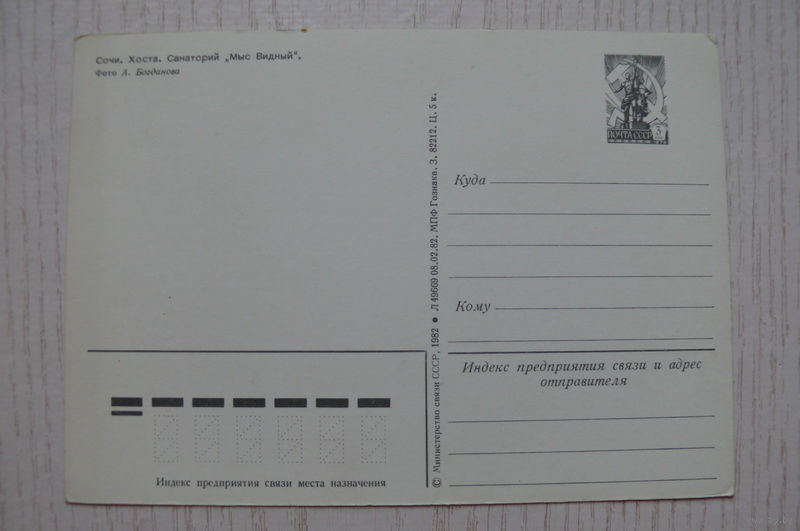 Сочи. Хоста. Санаторий „Мыс Видный“.
Фото А. Богданова
© Министерство связи СССР, 1982 ● Л 49669 08.02.82. МПФ Гознака. З. 82212. Ц. 5 к.
ПОЧТА СССР
Куда
Кому
Индекс предприятия связи и адрес
отправителя
Индекс предприятия связи места назначения